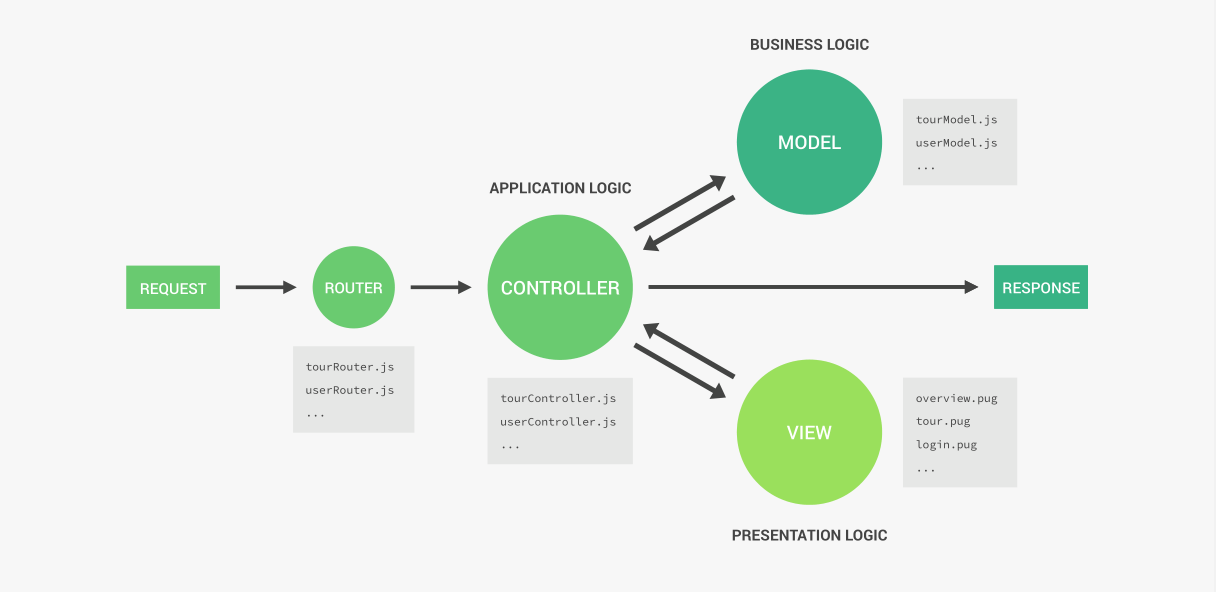 BUSINESS LOGIC
MODEL
tourModel.js
userModel.js
...
APPLICATION LOGIC
REQUEST
ROUTER
CONTROLLER
RESPONSE
tourRouter.js
userRouter.js
...
tourController.js
userController.js
...
VIEW
overview.pug
tour.pug
login.pug
...
PRESENTATION LOGIC